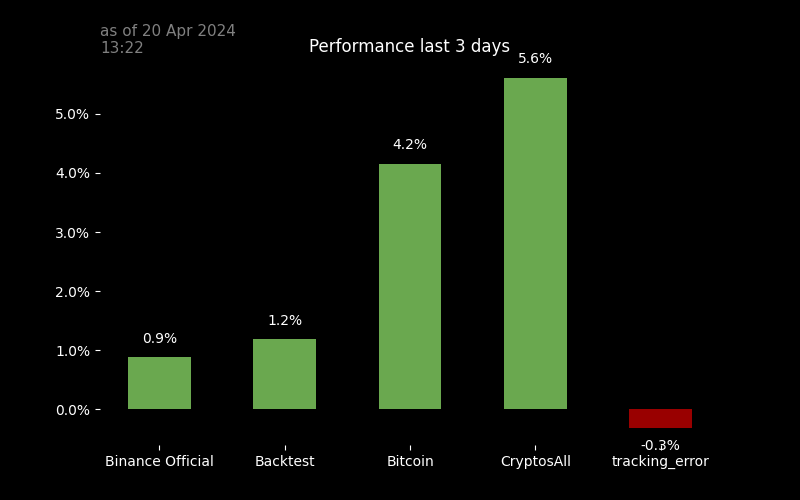 as of 20 Apr 2024
13:22
Performance last 3 days
5.6%
5.0%
4.2%
4.0%
3.0%
2.0%
1.2%
0.9%
1.0%
0.0%
-0.3%
Binance Official
Backtest
Bitcoin
CryptosAll
tracking_error